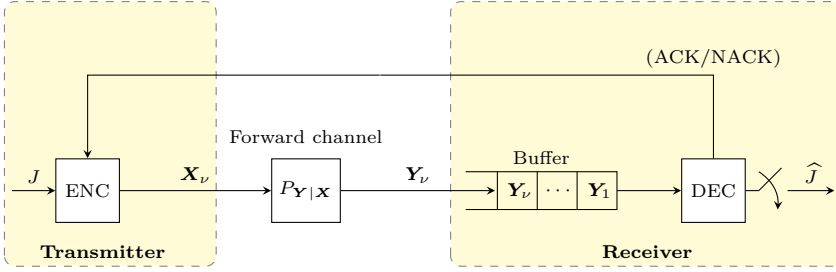 (ACK/NACK)
Forward channel
Buffer
J ENC X_ν P_{Y|X} Y_ν Y_ν ··· Y_1 DEC Ĵ
Transmitter Receiver